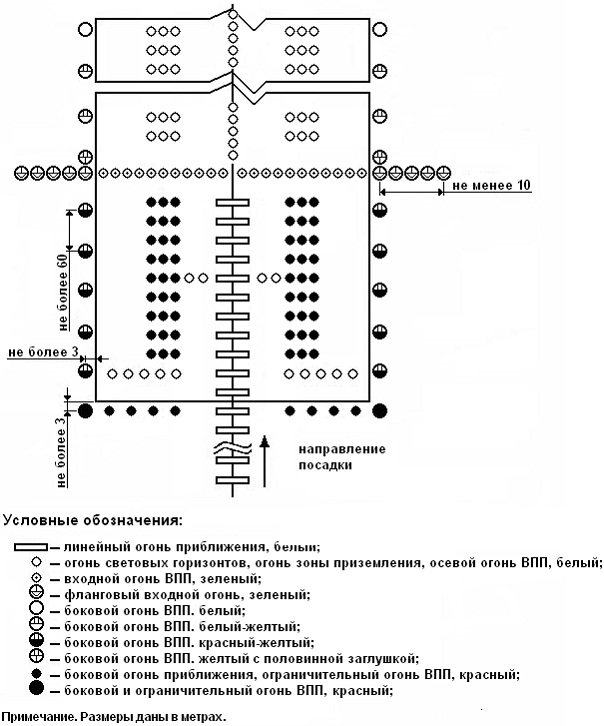 не менее 10
не более 60
не более 3
не более 3
направление
посадки
Условные обозначения:
— линейный огонь приближения, белый;
— огонь световых горизонтов, огонь зоны приземления, осевой огонь ВПП, белый;
— входной огонь ВПП, зеленый;
— фланговый входной огонь, зеленый;
— боковой огонь ВПП. белый;
— боковой огонь ВПП. белый-желтый;
— боковой огонь ВПП. красный-желтый;
— боковой огонь ВПП. желтый с половинной заглушкой;
— боковой огонь приближения, ограничительный огонь ВПП, красный;
— боковой и ограничительный огонь ВПП, красный;
Примечание. Размеры даны в метрах.